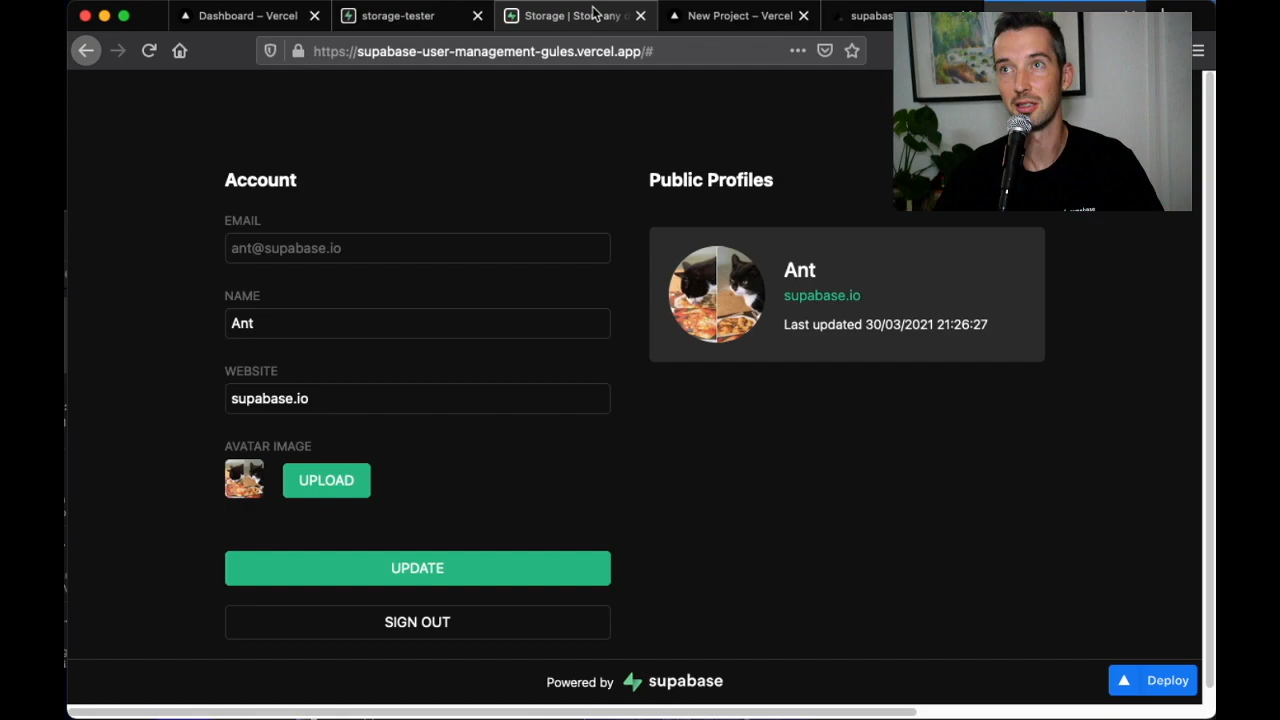 Dashboard – Vercel
storage-tester
Storage | Sto
New Project – Vercel
https://supabase-user-management-gules.vercel.app/#
Account
EMAIL
ant@supabase.io
NAME
Ant
WEBSITE
supabase.io
AVATAR IMAGE
UPLOAD
UPDATE
SIGN OUT
Public Profiles
Ant
supabase.io
Last updated 30/03/2021 21:26:27
Powered by supabase
Deploy